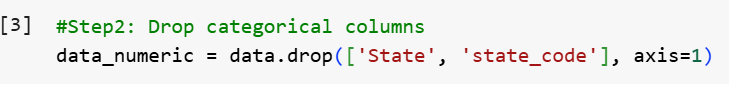 [3] #Step2: Drop categorical columns
data_numeric = data.drop(['State', 'state_code'], axis=1)